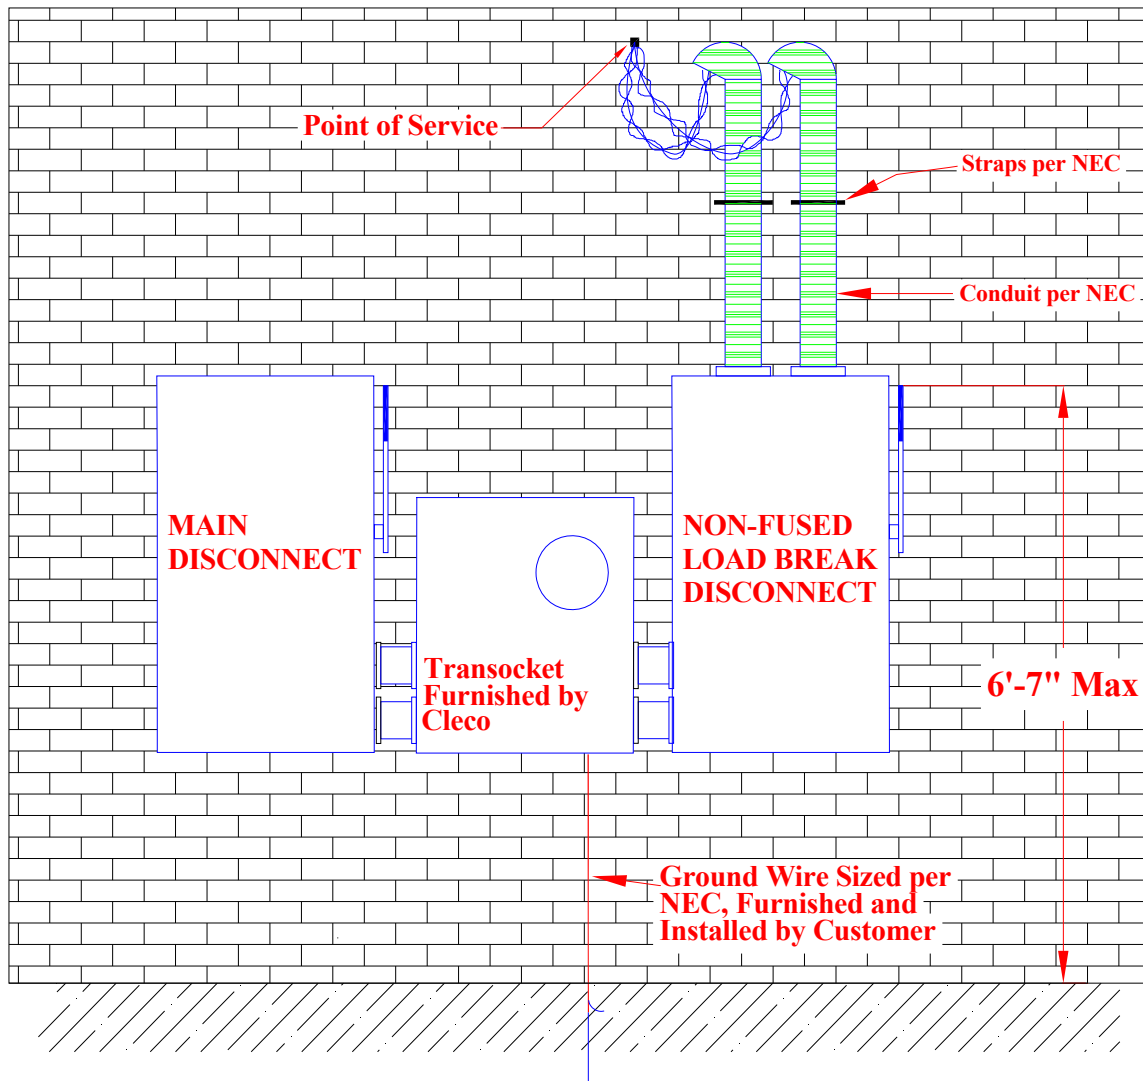 Point of Service
Straps per NEC
Conduit per NEC
MAIN
DISCONNECT
NON-FUSED
LOAD BREAK
DISCONNECT
Transocket
Furnished by
Cleco
6'-7" Max
Ground Wire Sized per
NEC, Furnished and
Installed by Customer